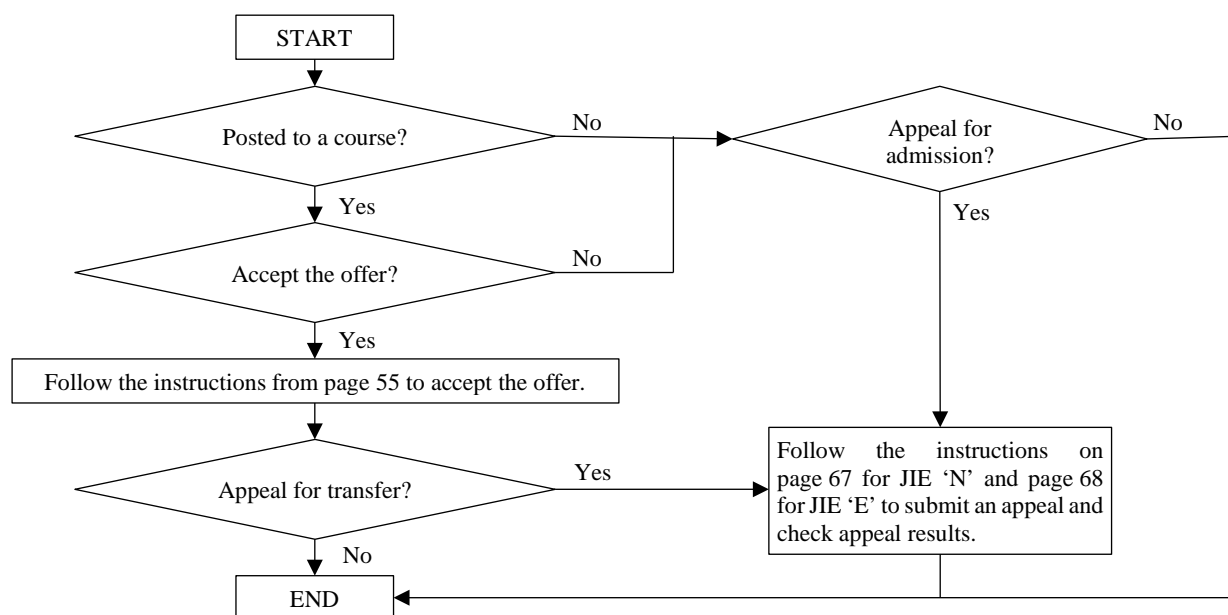 START
Posted to a course?
No
Appeal for
admission?
No
Yes
Yes
Accept the offer?
No
Yes
Follow the instructions from page 55 to accept the offer.
Appeal for transfer?
Yes
Follow the instructions on
page 67 for JIE ‘N’ and page 68
for JIE ‘E’ to submit an appeal and
check appeal results.
No
END